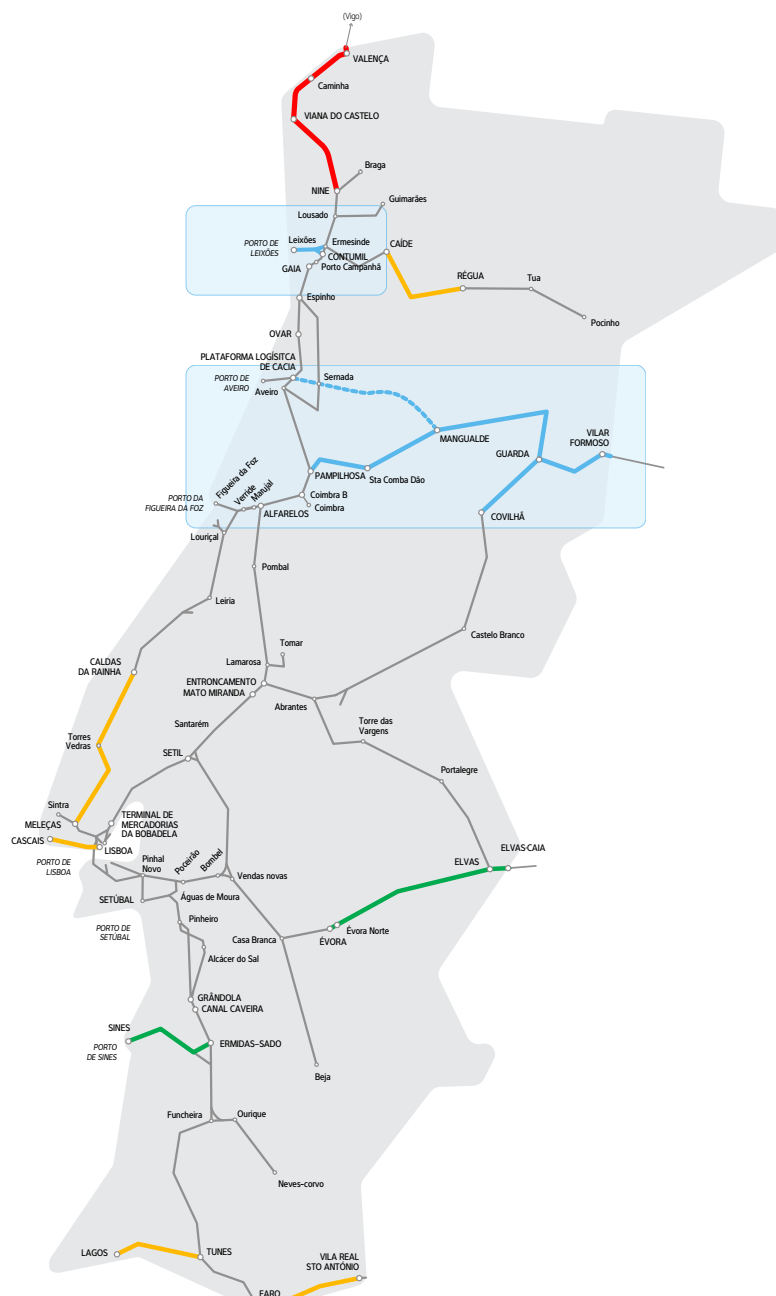 (Vigo)
VALENÇA
Caminha
VIANA DO CASTELO
Braga
NINE
Guimarães
Lousado
Leixões
Ermesinde
CAÍDE
PORTO DE
LEIXÕES
CONTUMIL
GAIA
Porto Campanhã
RÉGUA
Tua
Espinho
Pocinho
OVAR
PLATAFORMA LOGÍSITCA
DE CACIA
PORTO DE
AVEIRO
Sernada
Aveiro
MANGUALDE
VILAR
FORMOSO
GUARDA
PAMPILHOSA
Sta Comba Dão
Figueira da Foz
Verride
Marujal
PORTO DA
FIGUEIRA DA FOZ
Coimbra B
Coimbra
ALFARELOS
COVILHÃ
Louriçal
Pombal
Leiria
Castelo Branco
Tomar
Lamarosa
CALDAS
DA RAINHA
ENTRONCAMENTO
MATO MIRANDA
Abrantes
Santarém
Torre das
Vargens
Torres
Vedras
SETIL
Portalegre
Sintra
MELEÇAS
TERMINAL DE
MERCADORIAS
DA BOBADELA
CASCAIS
LISBOA
ELVAS-CAIA
ELVAS
PORTO DE
LISBOA
Pinhal
Novo
Poceirão
Bombel
Vendas novas
SETÚBAL
Águas de Moura
Pinheiro
PORTO DE
SETÚBAL
Casa Branca
Évora Norte
ÉVORA
Alcácer do Sal
GRÂNDOLA
CANAL CAVEIRA
SINES
PORTO
DE SINES
ERMIDAS-SADO
Beja
Funcheira
Ourique
Neves-corvo
LAGOS
TUNES
VILA REAL
STO ANTÓNIO
FARO